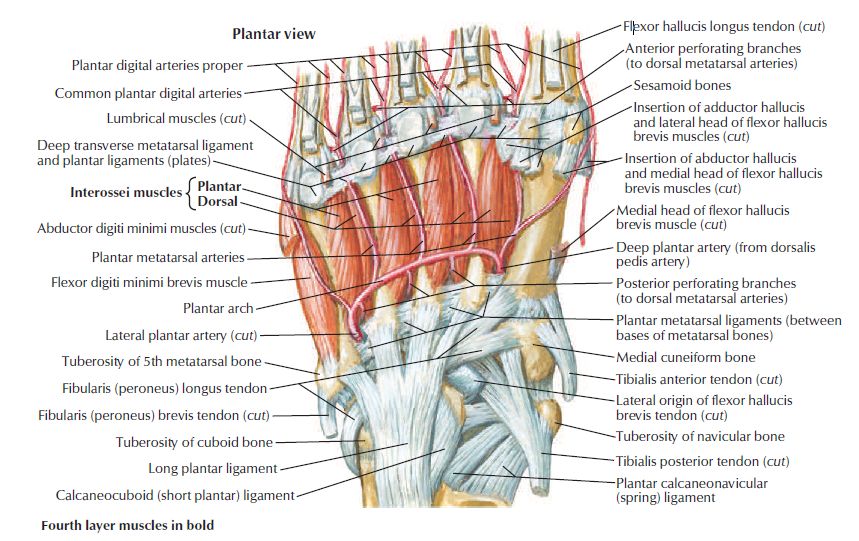 Plantar view
Plantar digital arteries proper
Common plantar digital arteries
Lumbrical muscles (cut)
Deep transverse metatarsal ligament
and plantar ligaments (plates)
Interossei muscles { Plantar
Dorsal
Abductor digiti minimi muscles (cut)
Plantar metatarsal arteries
Flexor digiti minimi brevis muscle
Plantar arch
Lateral plantar artery (cut)
Tuberosity of 5th metatarsal bone
Fibularis (peroneus) longus tendon
Fibularis (peroneus) brevis tendon (cut)
Tuberosity of cuboid bone
Long plantar ligament
Calcaneocuboid (short plantar) ligament
Fourth layer muscles in bold
Flexor hallucis longus tendon (cut)
Anterior perforating branches
(to dorsal metatarsal arteries)
Sesamoid bones
Insertion of adductor hallucis
and lateral head of flexor hallucis
brevis muscles (cut)
Insertion of abductor hallucis
and medial head of flexor hallucis
brevis muscles (cut)
Medial head of flexor hallucis
brevis muscle (cut)
Deep plantar artery (from dorsalis
pedis artery)
Posterior perforating branches
(to dorsal metatarsal arteries)
Plantar metatarsal ligaments (between
bases of metatarsal bones)
Medial cuneiform bone
Tibialis anterior tendon (cut)
Lateral origin of flexor hallucis
brevis tendon (cut)
Tuberosity of navicular bone
Tibialis posterior tendon (cut)
Plantar calcaneonavicular
(spring) ligament